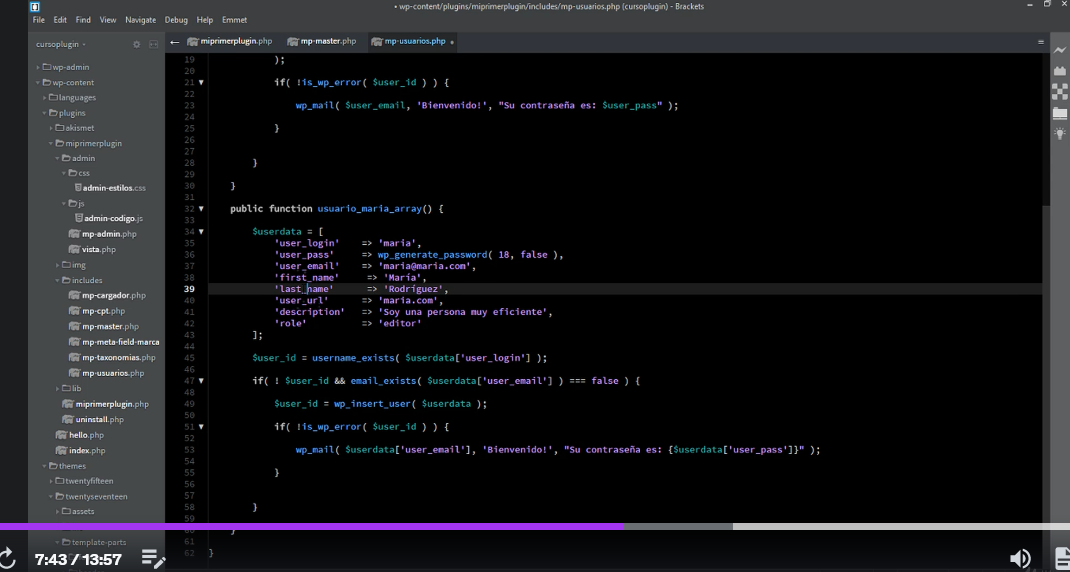 • wp-content/plugins/miprimerplugin/includes/mp-usuarios.php (cursoplugin) - Brackets
File Edit Find View Navigate Debug Help Emmet
cursoplugin
miprimerplugin.php mp-master.php mp-usuarios.php •
wp-admin
wp-content
languages
plugins
akismet
miprimerplugin
admin
css
admin-estilos.css
js
admin-codigo.js
mp-admin.php
vista.php
img
includes
mp-cargador.php
mp-cpt.php
mp-master.php
mp-meta-field-marca
mp-taxonomias.php
mp-usuarios.php
lib
miprimerplugin.php
uninstall.php
hello.php
index.php
themes
twentyfifteen
twentyseventeen
assets
template-parts
19 );
20
21 if( !is_wp_error( $user_id ) ) {
22
23 wp_mail( $user_email, 'Bienvenido!', "Su contraseña es: $user_pass" );
24
25 }
26
27
28 }
29
30 }
31
32 public function usuario_maria_array() {
33
34 $userdata = [
35 'user_login' => 'maria',
36 'user_pass' => wp_generate_password( 18, false ),
37 'user_email' => 'maria@maria.com',
38 'first_name' => 'María',
39 'last_name' => 'Rodríguez',
40 'user_url' => 'maria.com',
41 'description' => 'Soy una persona muy eficiente',
42 'role' => 'editor'
43 ];
44
45 $user_id = username_exists( $userdata['user_login'] );
46
47 if( ! $user_id && email_exists( $userdata['user_email'] ) === false ) {
48
49 $user_id = wp_insert_user( $userdata );
50
51 if( !is_wp_error( $user_id ) ) {
52
53 wp_mail( $userdata['user_email'], 'Bienvenido!', "Su contraseña es: {$userdata['user_pass']}" );
54
55 }
56
57
58 }
59
60 }
61
62 }
7:43 / 13:57